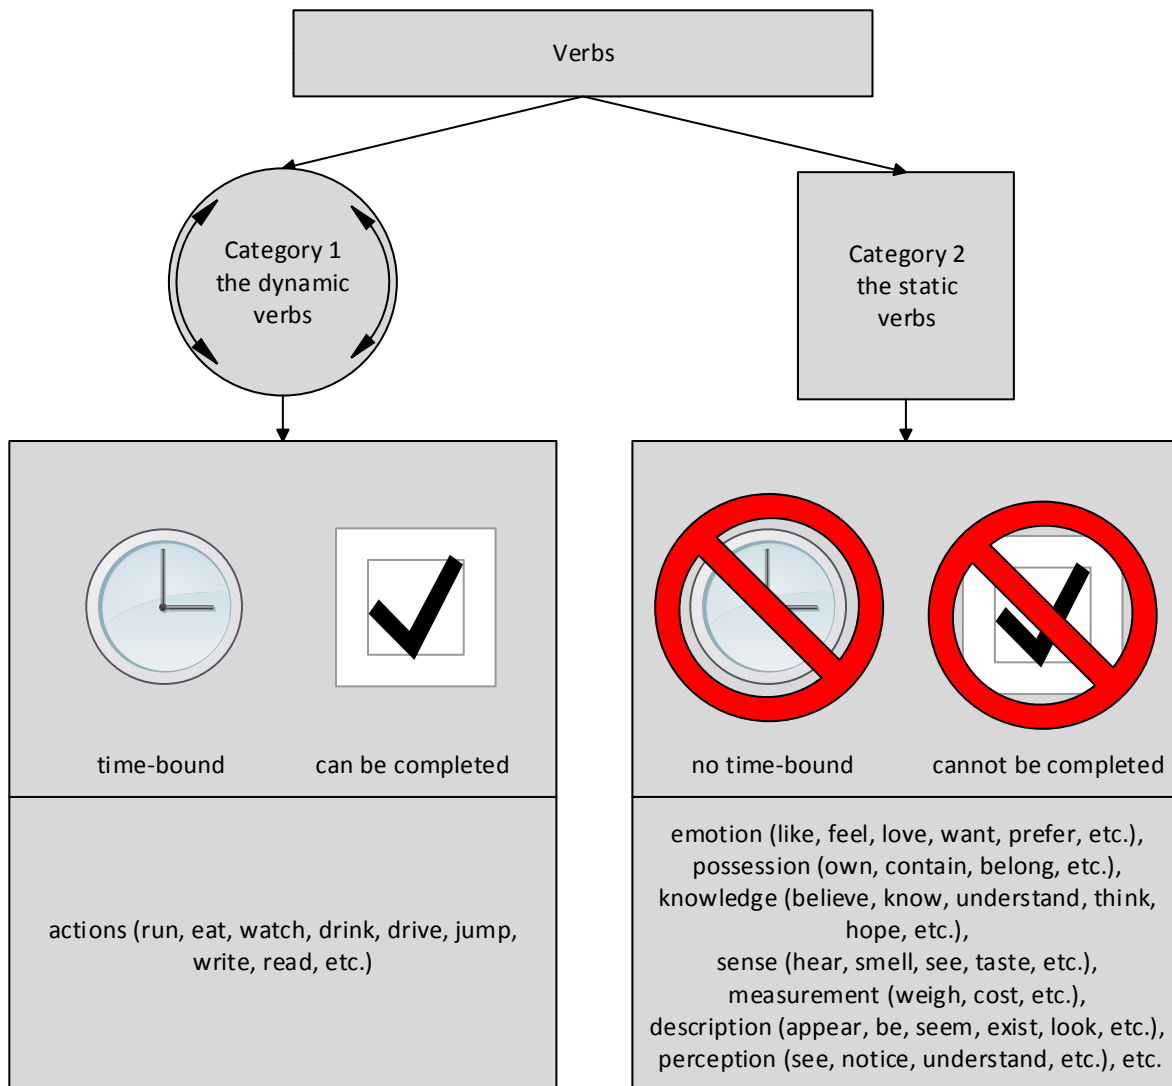 Verbs
Category 1
the dynamic
verbs
Category 2
the static
verbs
time-bound
can be completed
no time-bound
cannot be completed
actions (run, eat, watch, drink, drive, jump,
write, read, etc.)
emotion (like, feel, love, want, prefer, etc.),
possession (own, contain, belong, etc.),
knowledge (believe, know, understand, think,
hope, etc.),
sense (hear, smell, see, taste, etc.),
measurement (weigh, cost, etc.),
description (appear, be, seem, exist, look, etc.),
perception (see, notice, understand, etc.), etc.